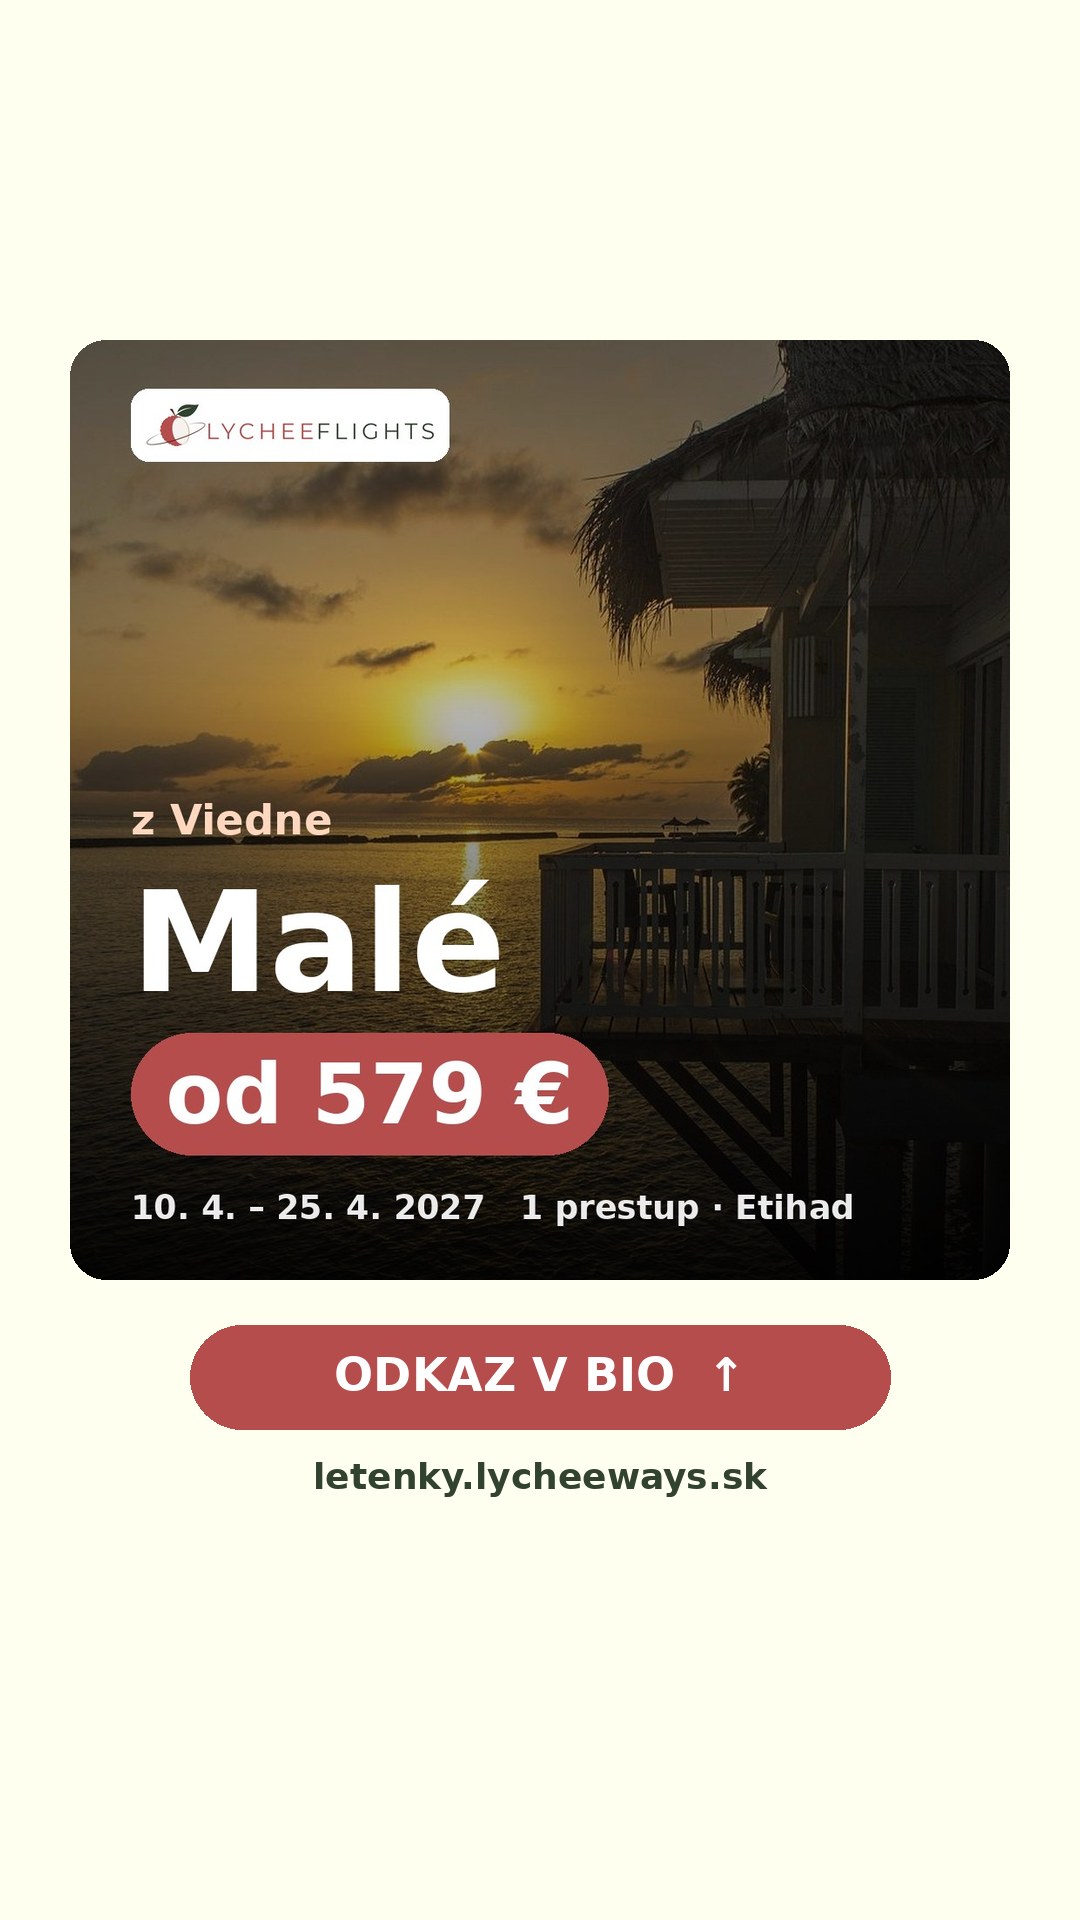 LYCHEEFLIGHTS
z Viedne
Malé
od 579 €
10. 4. – 25. 4. 2027 1 prestup · Etihad
ODKAZ V BIO ↑
letenky.lycheeways.sk